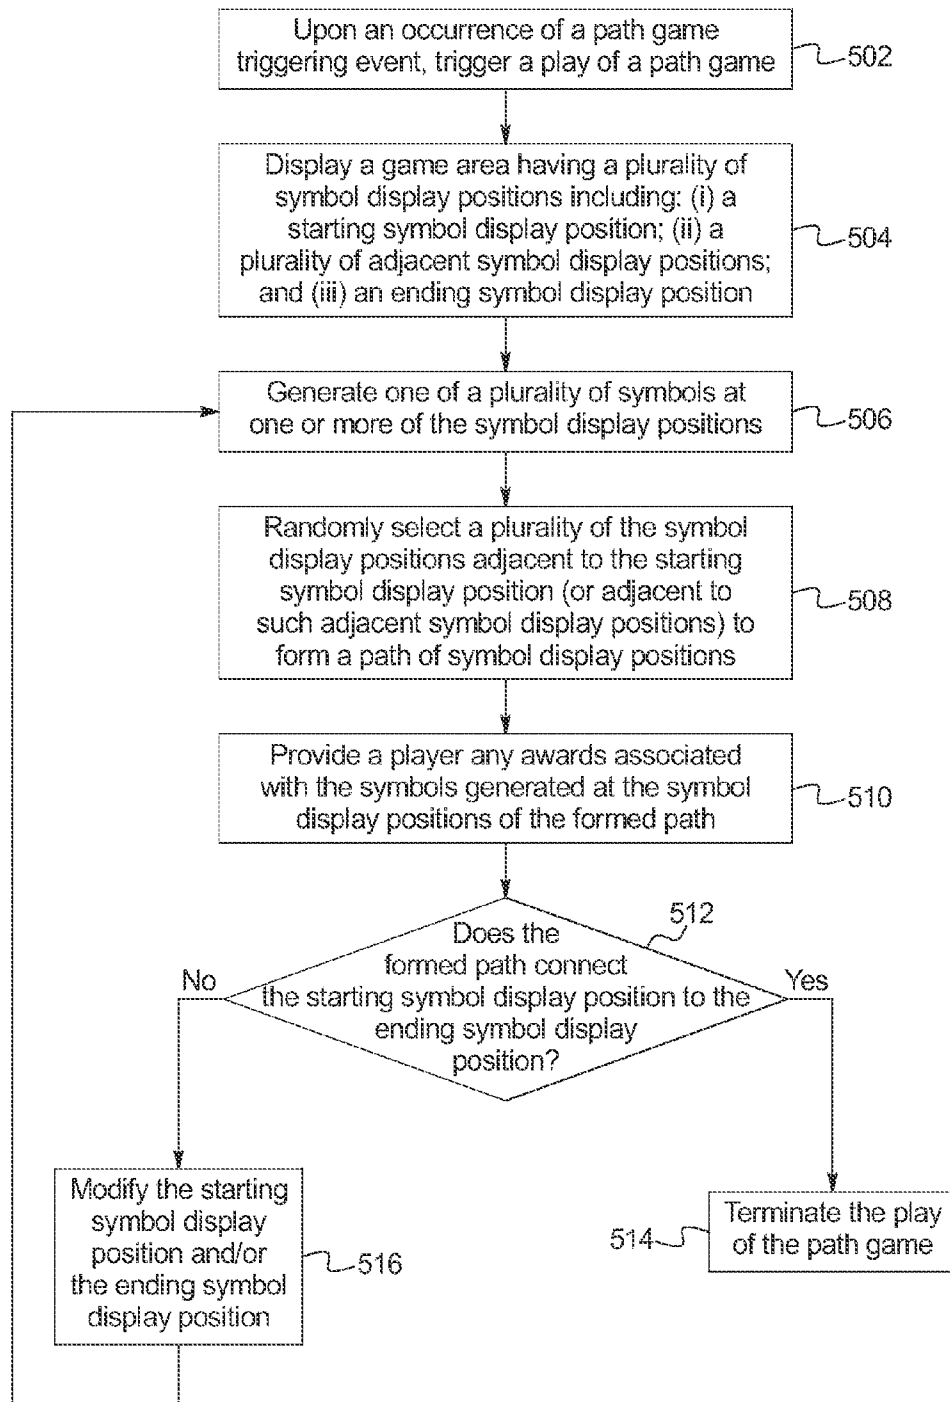 Upon an occurrence of a path game
triggering event, trigger a play of a path game
502
Display a game area having a plurality of
symbol display positions including: (i) a
starting symbol display position; (ii) a
plurality of adjacent symbol display positions;
and (iii) an ending symbol display position
504
Generate one of a plurality of symbols at
one or more of the symbol display positions
506
Randomly select a plurality of the symbol
display positions adjacent to the starting
symbol display position (or adjacent to
such adjacent symbol display positions) to
form a path of symbol display positions
508
Provide a player any awards associated
with the symbols generated at the symbol
display positions of the formed path
510
512
Does the
formed path connect
the starting symbol display position to the
ending symbol display
position?
No
Yes
Modify the starting
symbol display
position and/or
the ending symbol
display position
516
514
Terminate the play
of the path game